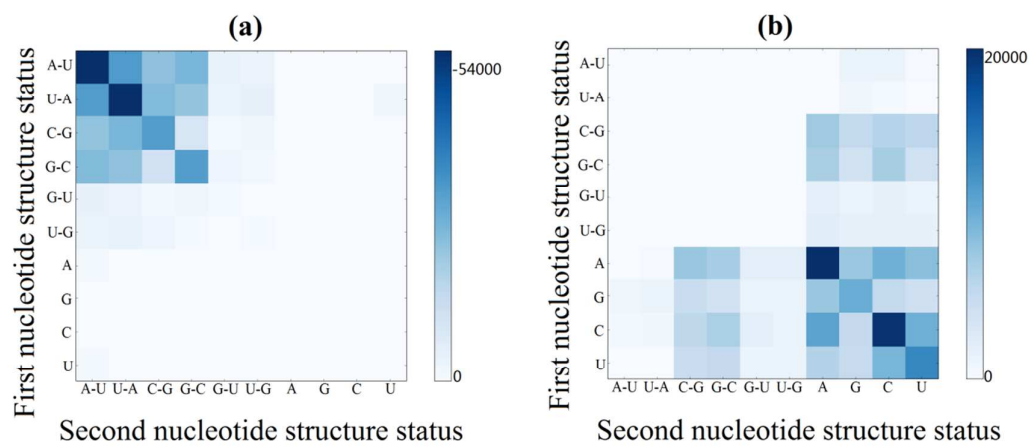 (a)
First nucleotide structure status
A-U
U-A
C-G
G-C
G-U
U-G
A
G
C
U
A-U U-A C-G G-C G-U U-G A G C U
Second nucleotide structure status
-54000
0
(b)
First nucleotide structure status
A-U
U-A
C-G
G-C
G-U
U-G
A
G
C
U
A-U U-A C-G G-C G-U U-G A G C U
Second nucleotide structure status
20000
0